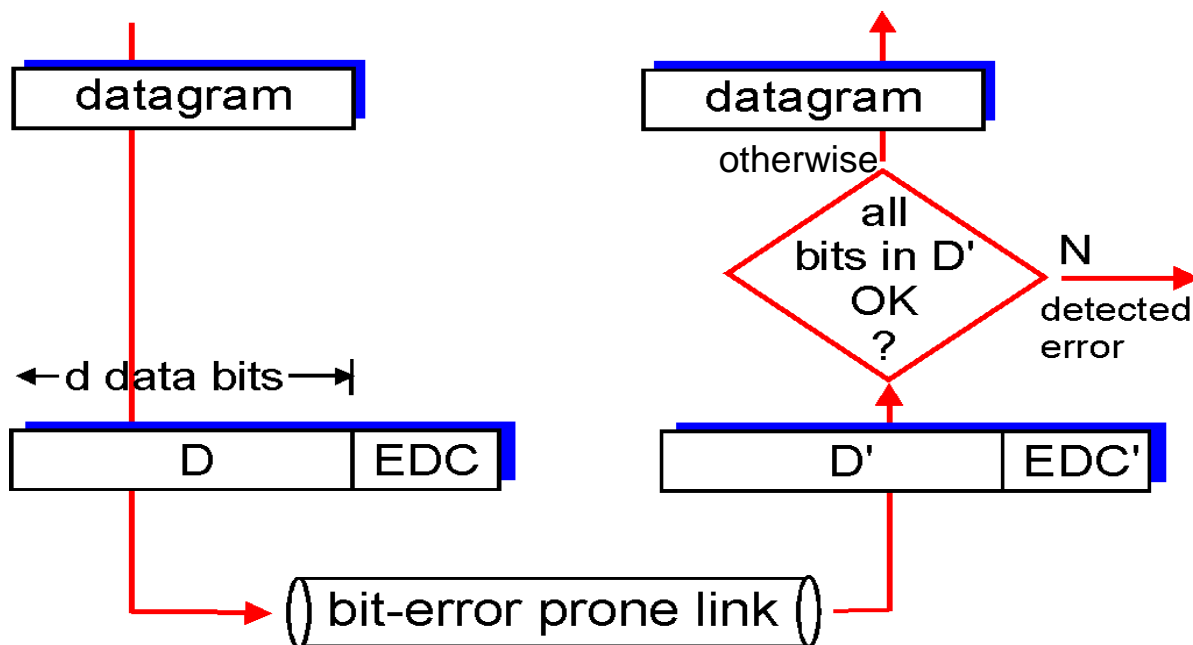 datagram
d data bits
D
EDC
bit-error prone link
datagram
otherwise
all
bits in D'
OK
?
N
detected
error
D'
EDC'